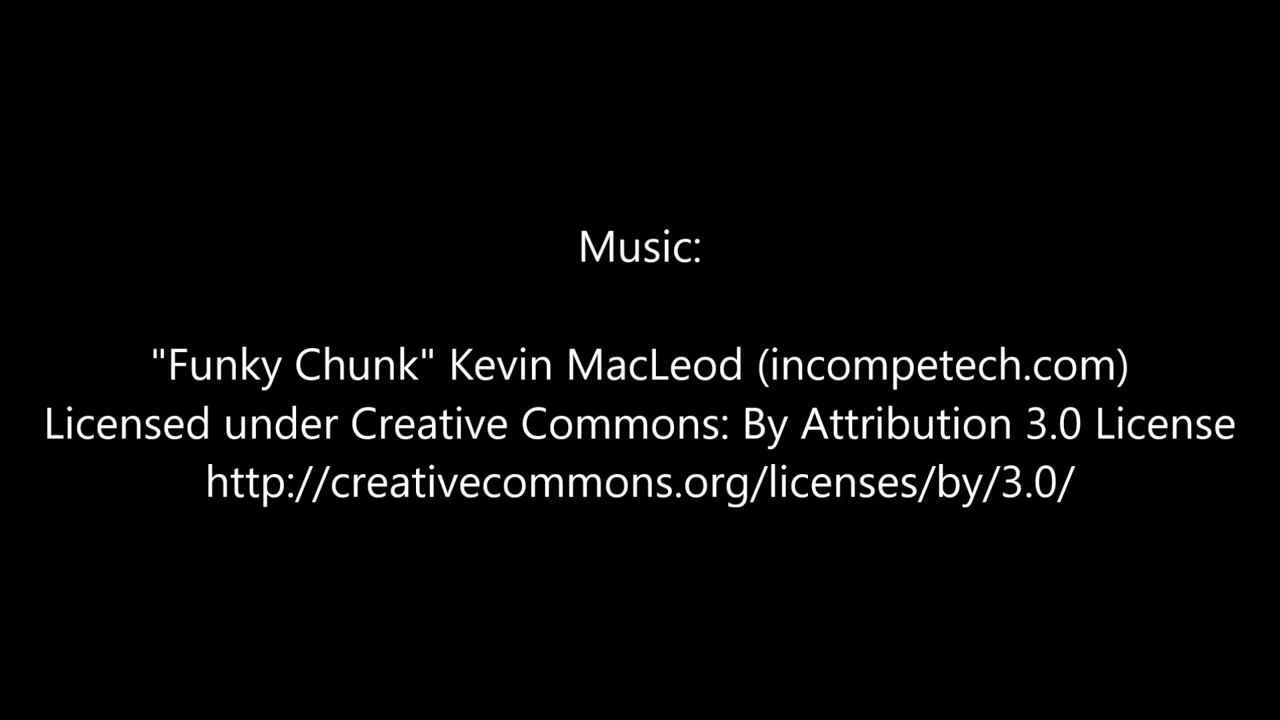 Music:
"Funky Chunk" Kevin MacLeod (incompetech.com)
Licensed under Creative Commons: By Attribution 3.0 License
http://creativecommons.org/licenses/by/3.0/